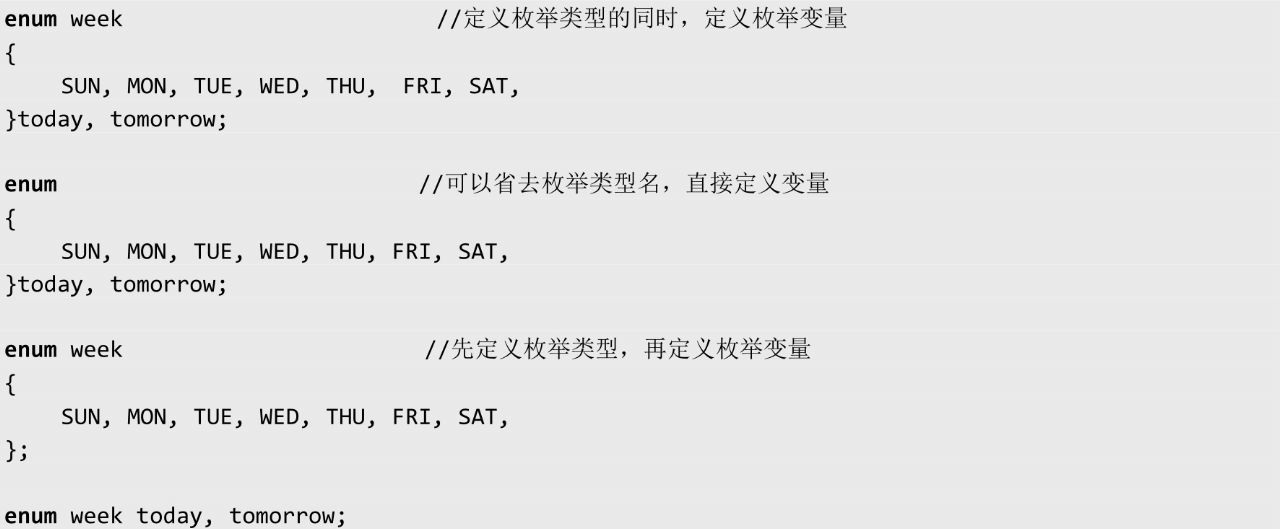 enum week //定义枚举类型的同时，定义枚举变量
{
SUN, MON, TUE, WED, THU, FRI, SAT,
}today, tomorrow;
enum //可以省去枚举类型名，直接定义变量
{
SUN, MON, TUE, WED, THU, FRI, SAT,
}today, tomorrow;
enum week //先定义枚举类型，再定义枚举变量
{
SUN, MON, TUE, WED, THU, FRI, SAT,
};
enum week today, tomorrow;